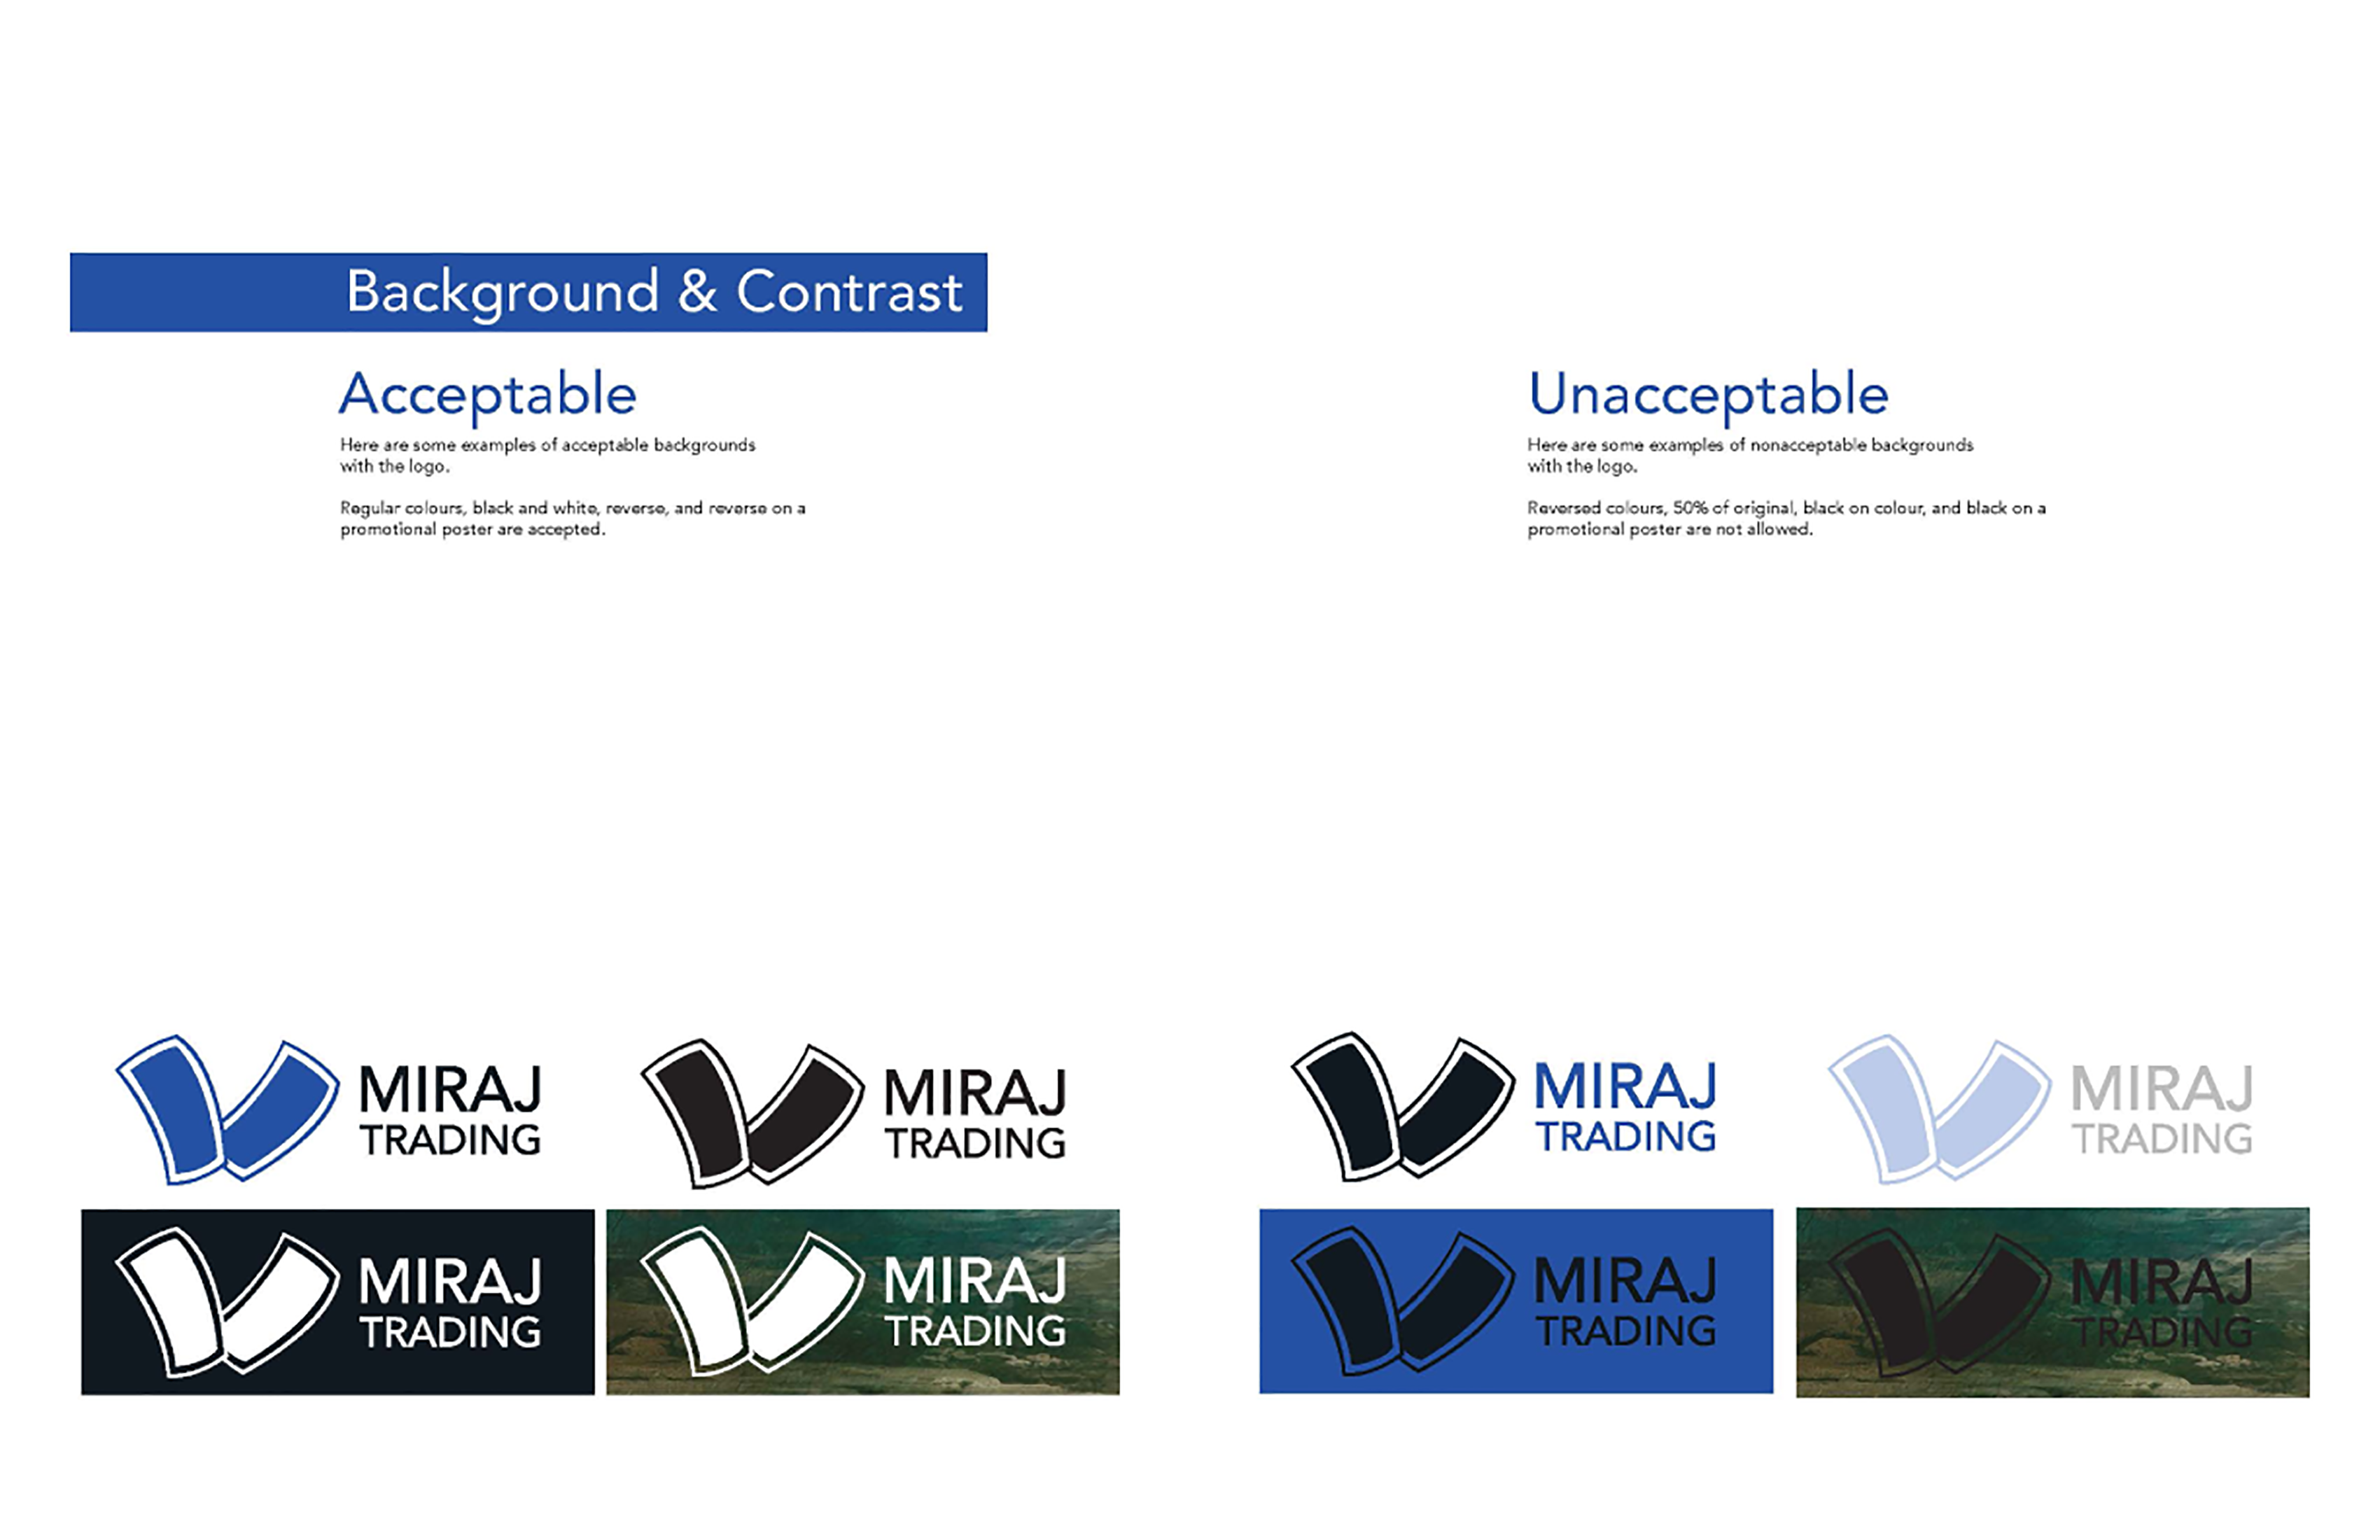 Background & Contrast
Acceptable
Here are some examples of acceptable backgrounds
with the logo.
Regular colours, black and white, reverse, and reverse on a
promotional poster are accepted.
MIRAJ
TRADING
MIRAJ
TRADING
MIRAJ
TRADING
MIRAJ
TRADING
Unacceptable
Here are some examples of nonacceptable backgrounds
with the logo.
Reversed colours, 50% of original, black on colour, and black on a
promotional poster are not allowed.
MIRAJ
TRADING
MIRAJ
TRADING
MIRAJ
TRADING
MIRAJ
TRADING